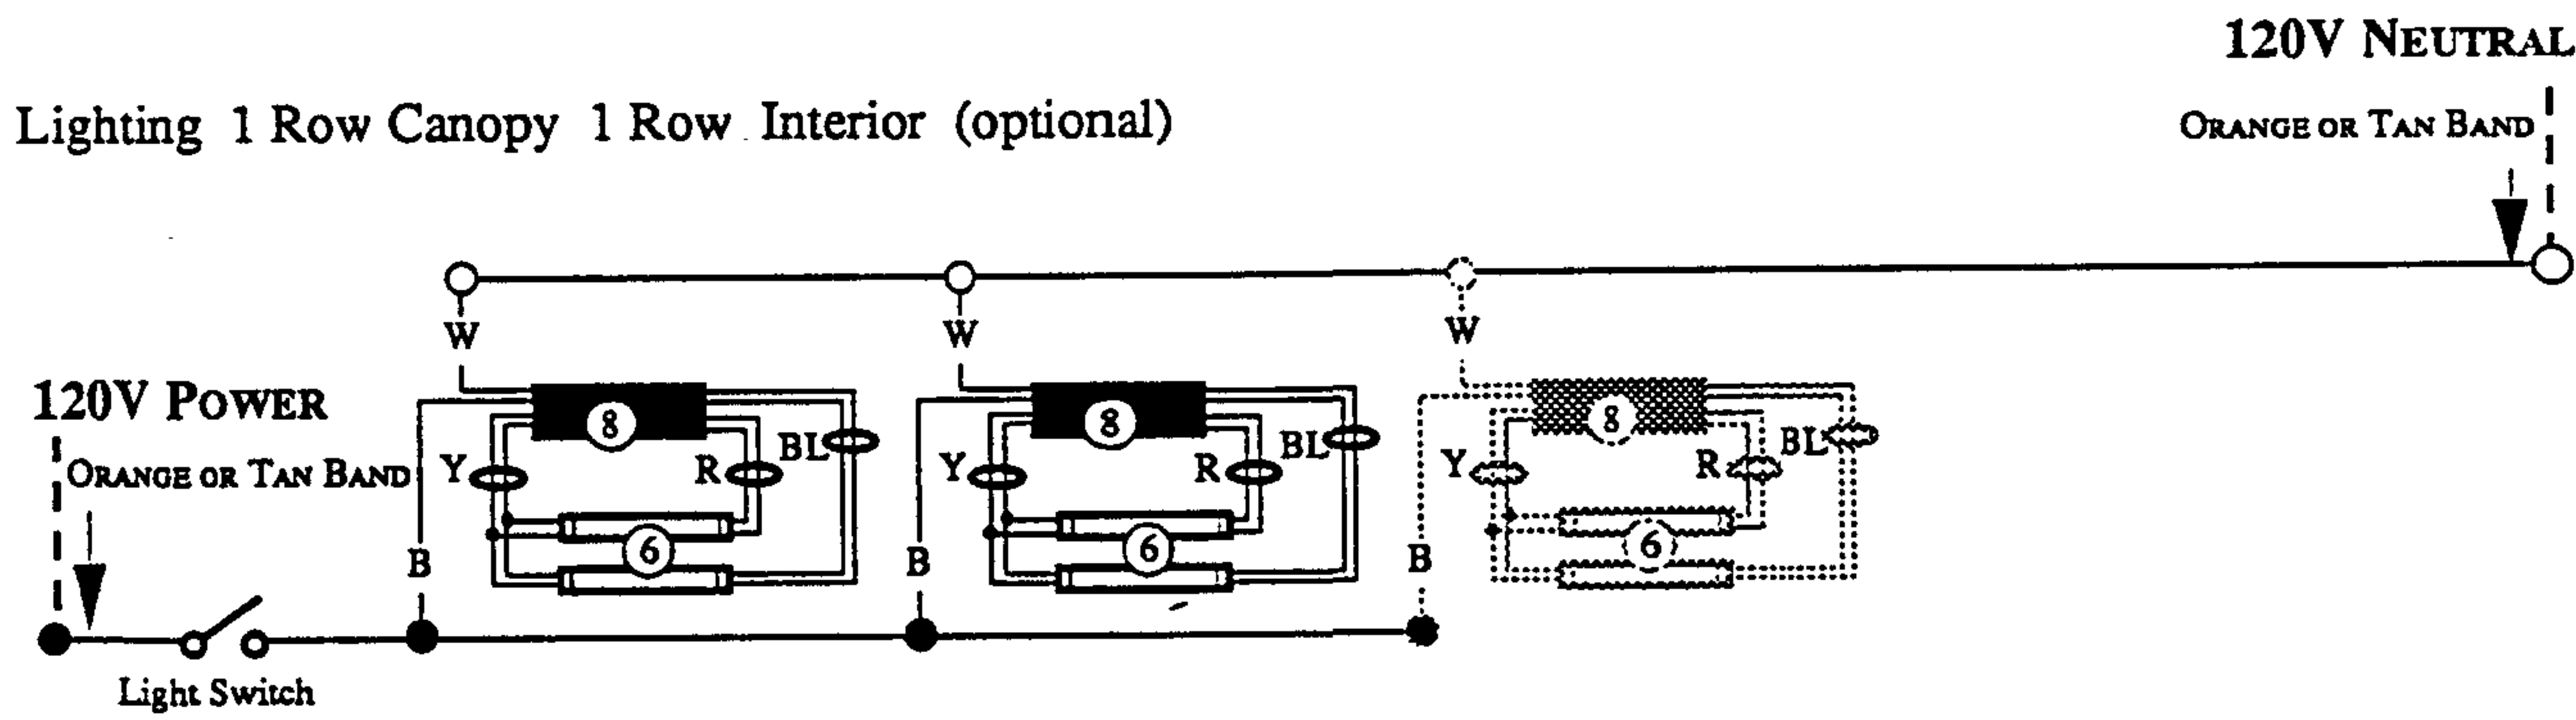 120V NEUTRAL
Lighting 1 Row Canopy 1 Row Interior (optional)
ORANGE OR TAN BAND
W W W
120V POWER
8 8 8
ORANGE OR TAN BAND
Y R BL Y R BL Y R BL
6 6 6
B B B
Light Switch